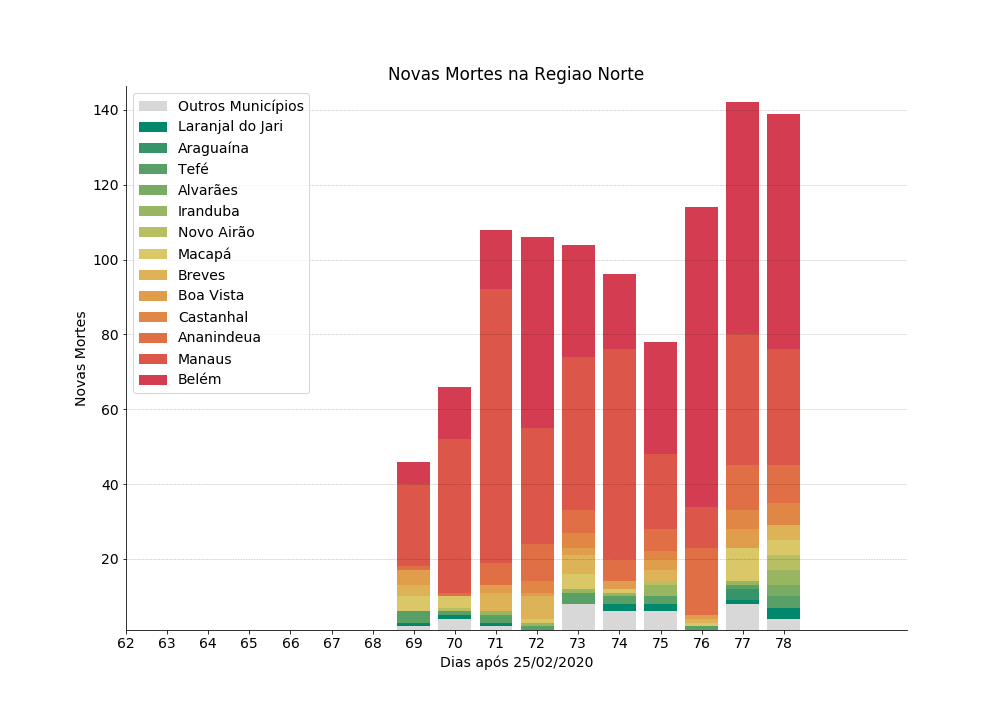 Novas Mortes na Regiao Norte
Novas Mortes
140
120
100
80
60
40
20
Outros Municípios
Laranjal do Jari
Araguaína
Tefé
Alvarães
Iranduba
Novo Airão
Macapá
Breves
Boa Vista
Castanhal
Ananindeua
Manaus
Belém
62 63 64 65 66 67 68 69 70 71 72 73 74 75 76 77 78
Dias após 25/02/2020